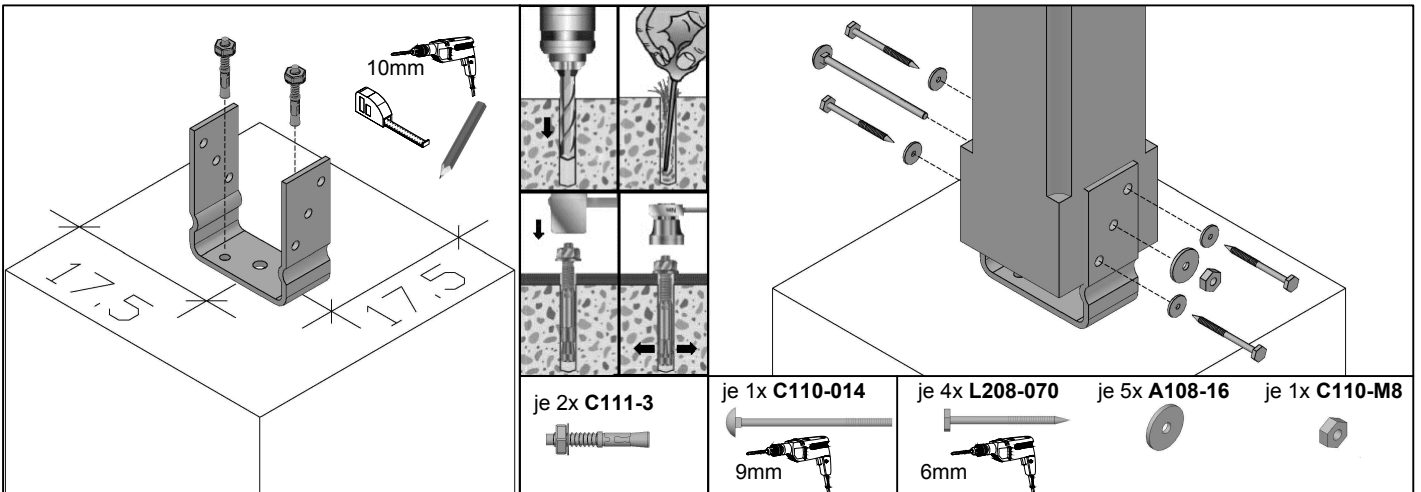 10mm
17.5
17.5
je 2x C111-3
je 1x C110-014
9mm
je 4x L208-070
6mm
je 5x A108-16
je 1x C110-M8